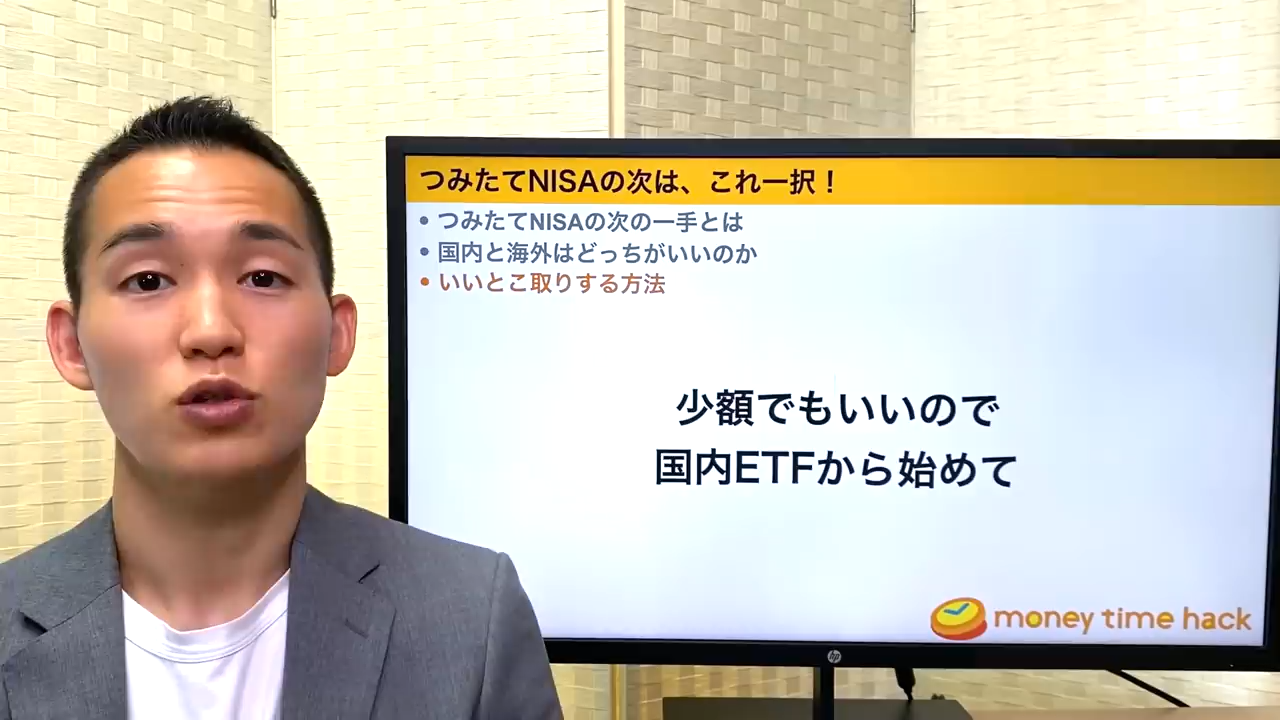 つみたてNISAの次は、これ一択！
• つみたてNISAの次の一手とは
• 国内と海外はどっちがいいのか
• いいとこ取りする方法
少額でもいいので
国内ETFから始めて
money time hack
hp